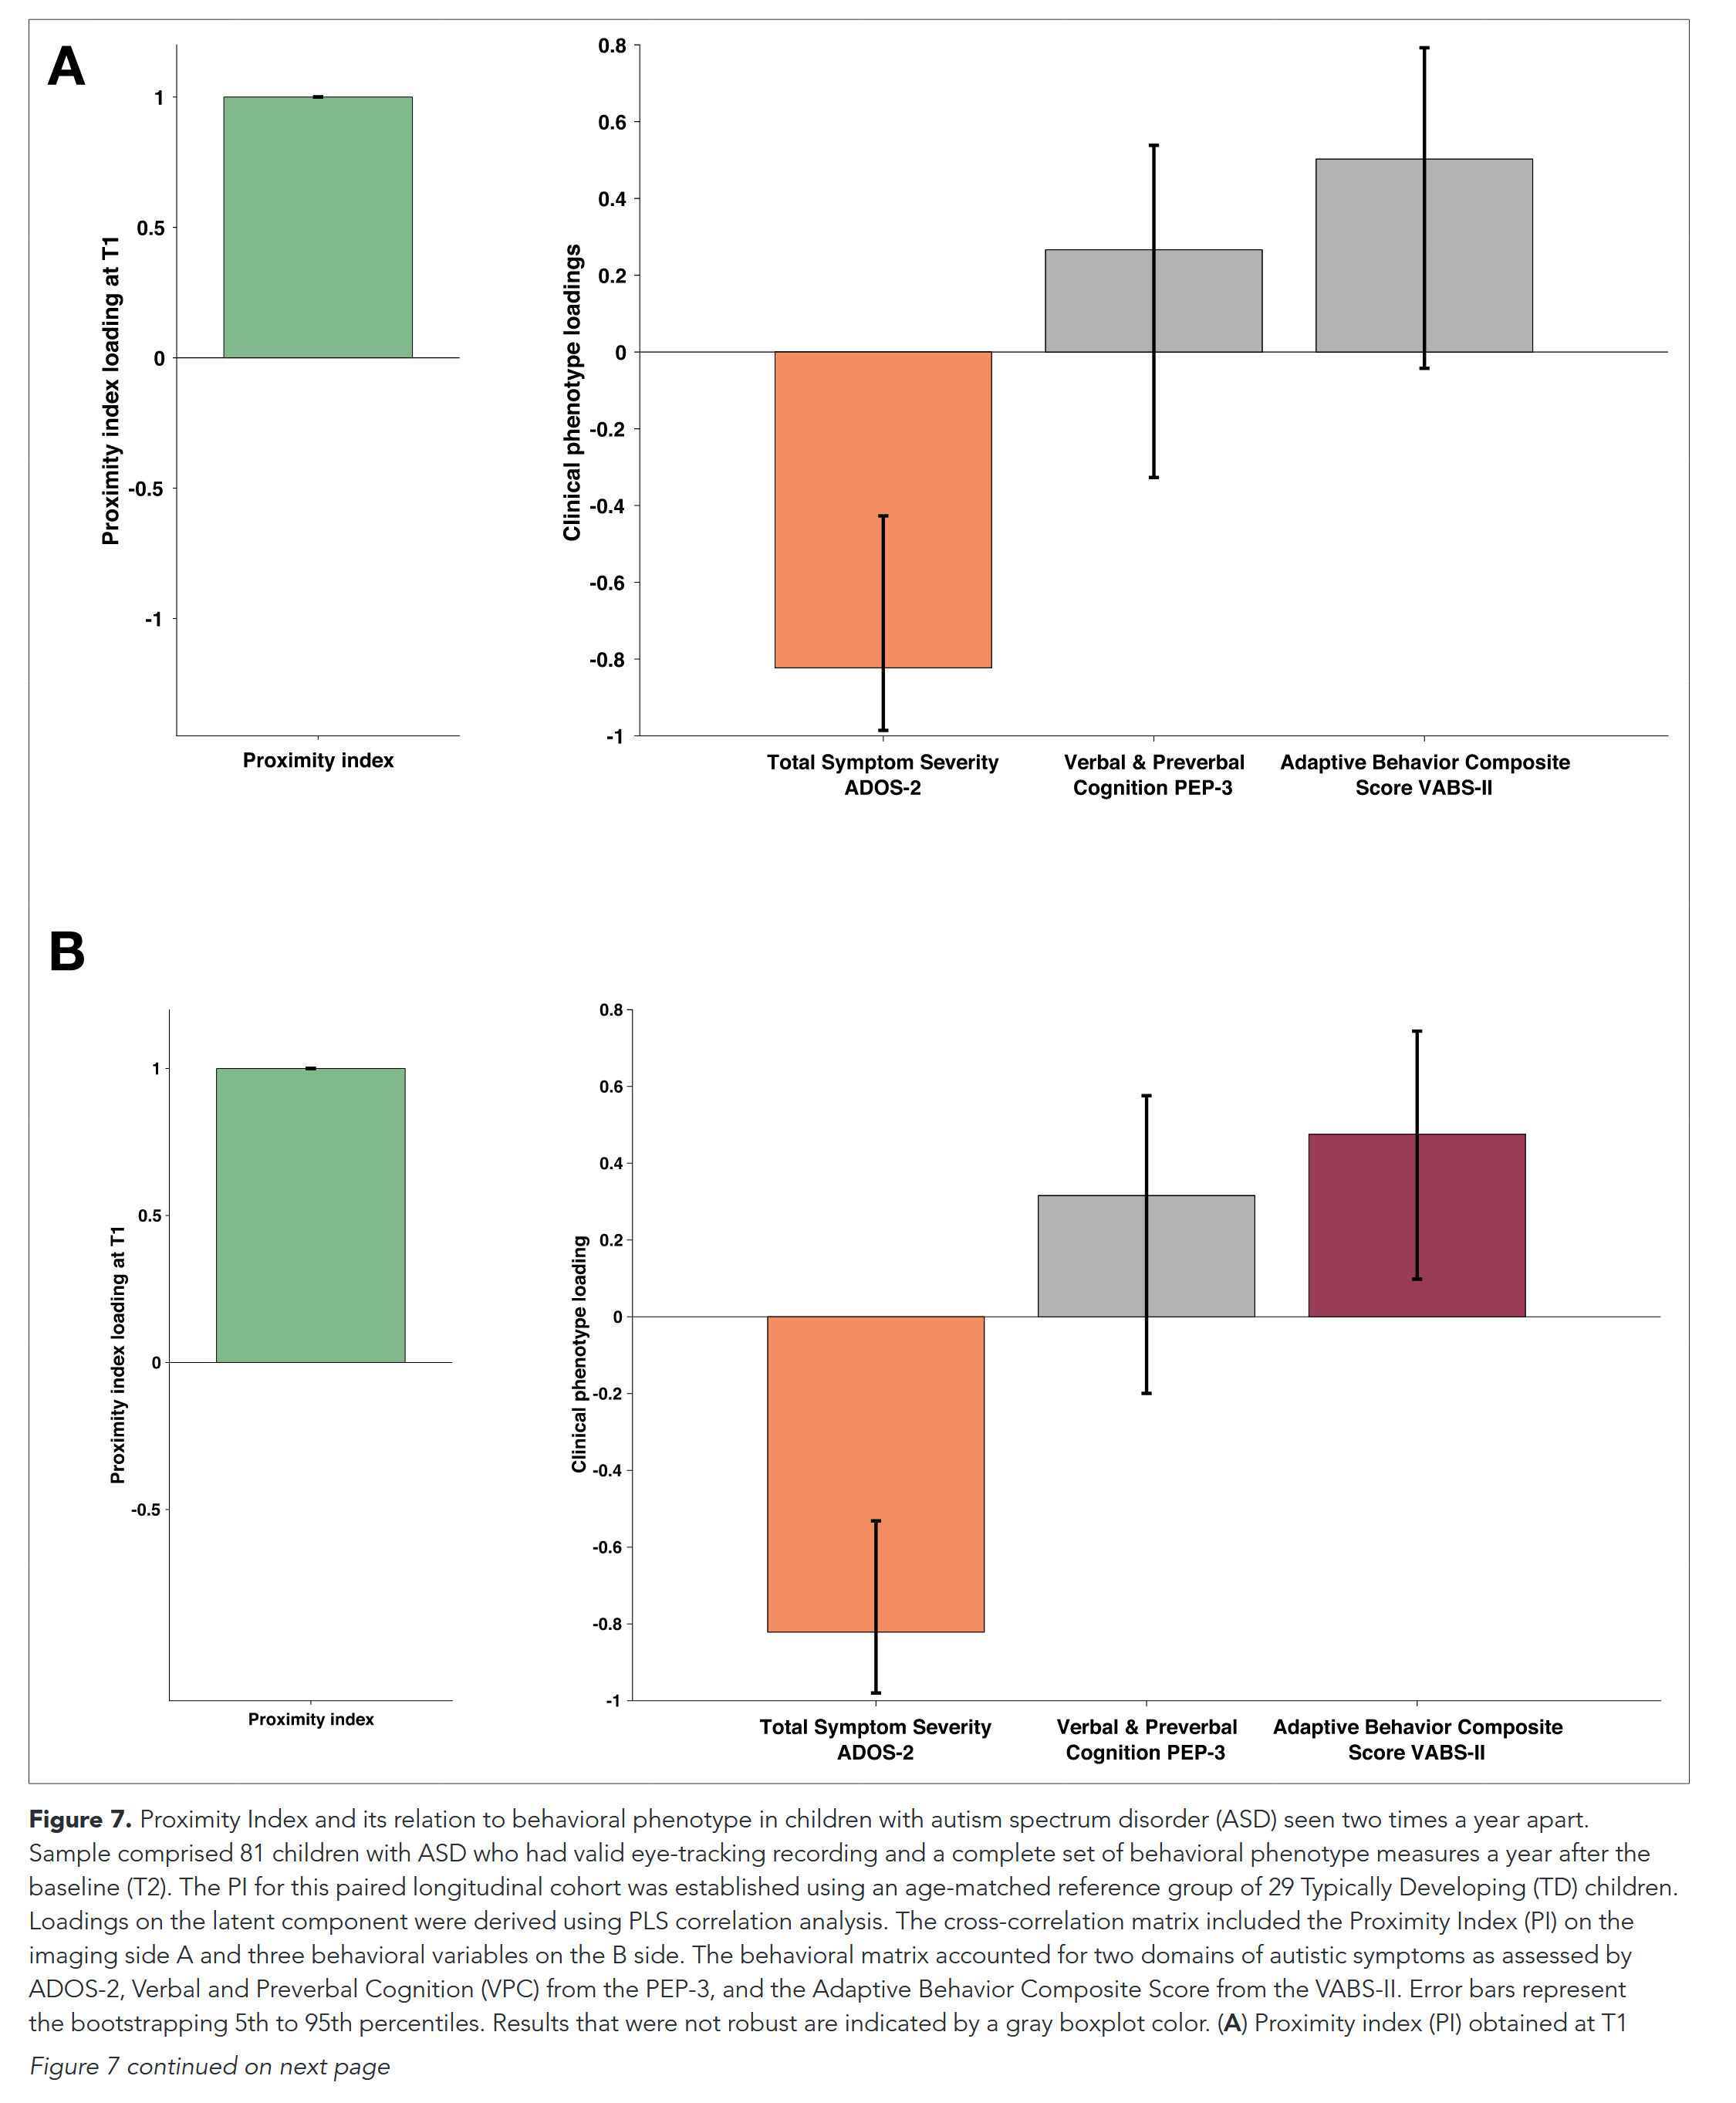 A
1
0.5
0
-0.5
-1
Proximity index loading at T1
Proximity index
0.8
0.6
0.4
0.2
0
-0.2
-0.4
-0.6
-0.8
-1
Clinical phenotype loadings
Total Symptom Severity
ADOS-2
Verbal & Preverbal
Cognition PEP-3
Adaptive Behavior Composite
Score VABS-II
B
1
0.5
0
-0.5
Proximity index loading at T1
Proximity index
0.8
0.6
0.4
0.2
0
-0.2
-0.4
-0.6
-0.8
-1
Clinical phenotype loading
Total Symptom Severity
ADOS-2
Verbal & Preverbal
Cognition PEP-3
Adaptive Behavior Composite
Score VABS-II
Figure 7. Proximity Index and its relation to behavioral phenotype in children with autism spectrum disorder (ASD) seen two times a year apart.
Sample comprised 81 children with ASD who had valid eye-tracking recording and a complete set of behavioral phenotype measures a year after the
baseline (T2). The PI for this paired longitudinal cohort was established using an age-matched reference group of 29 Typically Developing (TD) children.
Loadings on the latent component were derived using PLS correlation analysis. The cross-correlation matrix included the Proximity Index (PI) on the
imaging side A and three behavioral variables on the B side. The behavioral matrix accounted for two domains of autistic symptoms as assessed by
ADOS-2, Verbal and Preverbal Cognition (VPC) from the PEP-3, and the Adaptive Behavior Composite Score from the VABS-II. Error bars represent
the bootstrapping 5th to 95th percentiles. Results that were not robust are indicated by a gray boxplot color. (A) Proximity index (PI) obtained at T1
Figure 7 continued on next page